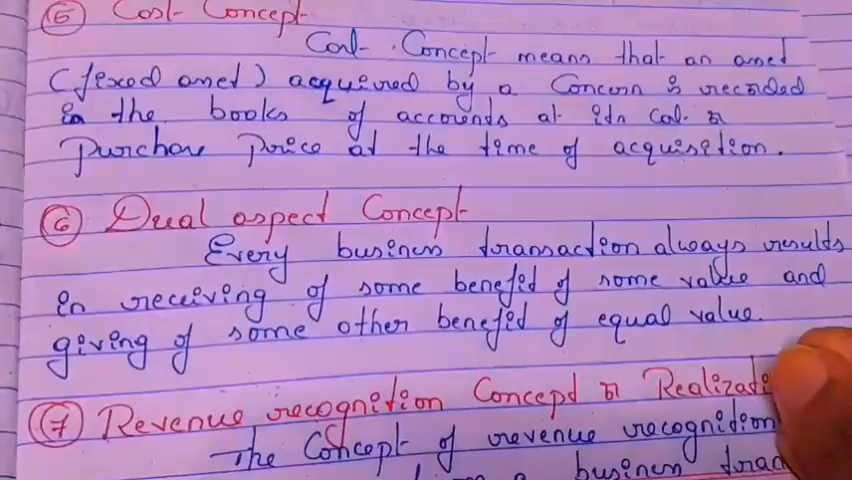 ⑤ Cost Concept
Cost Concept means that an asset
(fixed asset) acquired by a Concern is recorded
in the books of accounts at its cost or
Purchase Price at the time of acquisition.
⑥ Dual aspect Concept
Every business transaction always results
in receiving of some benefit of some value and
giving of some other benefit of equal value.
⑦ Revenue recognition Concept or
The Concept of revenue recognition
business